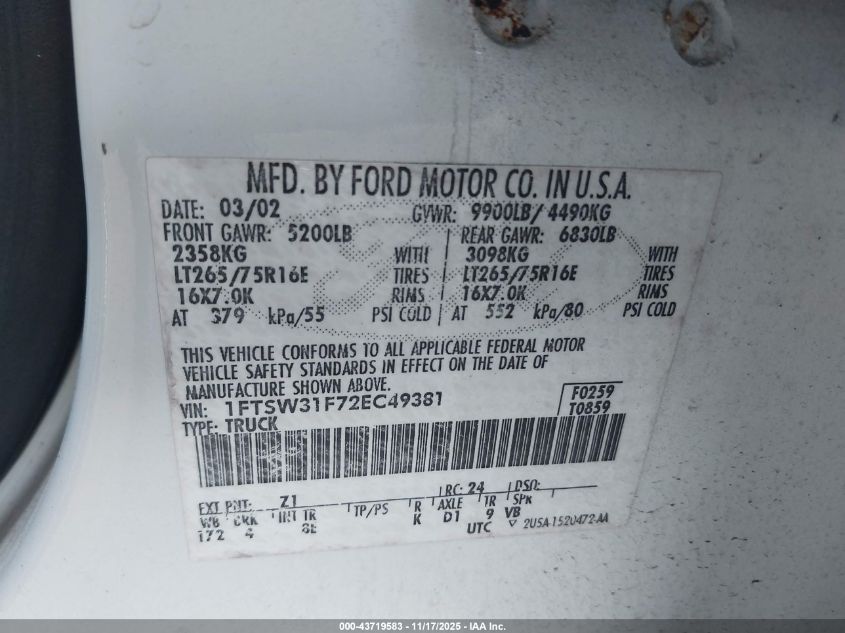 MFD. BY FORD MOTOR CO. IN U.S.A.
DATE: 03/02 GVWR: 9900LB/ 4490KG
FRONT GAWR: 5200LB REAR GAWR: 6830LB
2358KG WITH 3098KG WITH
LT265/75R16E TIRES LT265/75R16E TIRES
16X7.0K RIMS 16X7.0K RIMS
AT 379 kPa/55 PSI COLD AT 552 kPa/80 PSI COLD
THIS VEHICLE CONFORMS TO ALL APPLICABLE FEDERAL MOTOR
VEHICLE SAFETY STANDARDS IN EFFECT ON THE DATE OF
MANUFACTURE SHOWN ABOVE.
VIN: 1FTSW31F72EC49381 F0259
TYPE: TRUCK T0859
EXT PNT: Z1 RC: 24 DSO:
WB BRK INT TR TP/PS R AXLE TR SPR
172 4 8E K D1 9 VB
UTC ▽ 2USA-1520472-AA
000-43719583 - 11/17/2025 - IAA Inc.